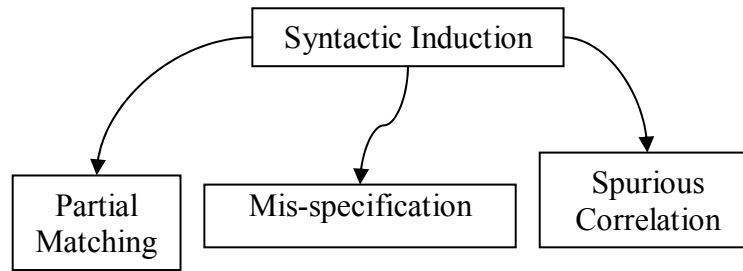 Syntactic Induction
Partial
Matching
Mis-specification
Spurious
Correlation